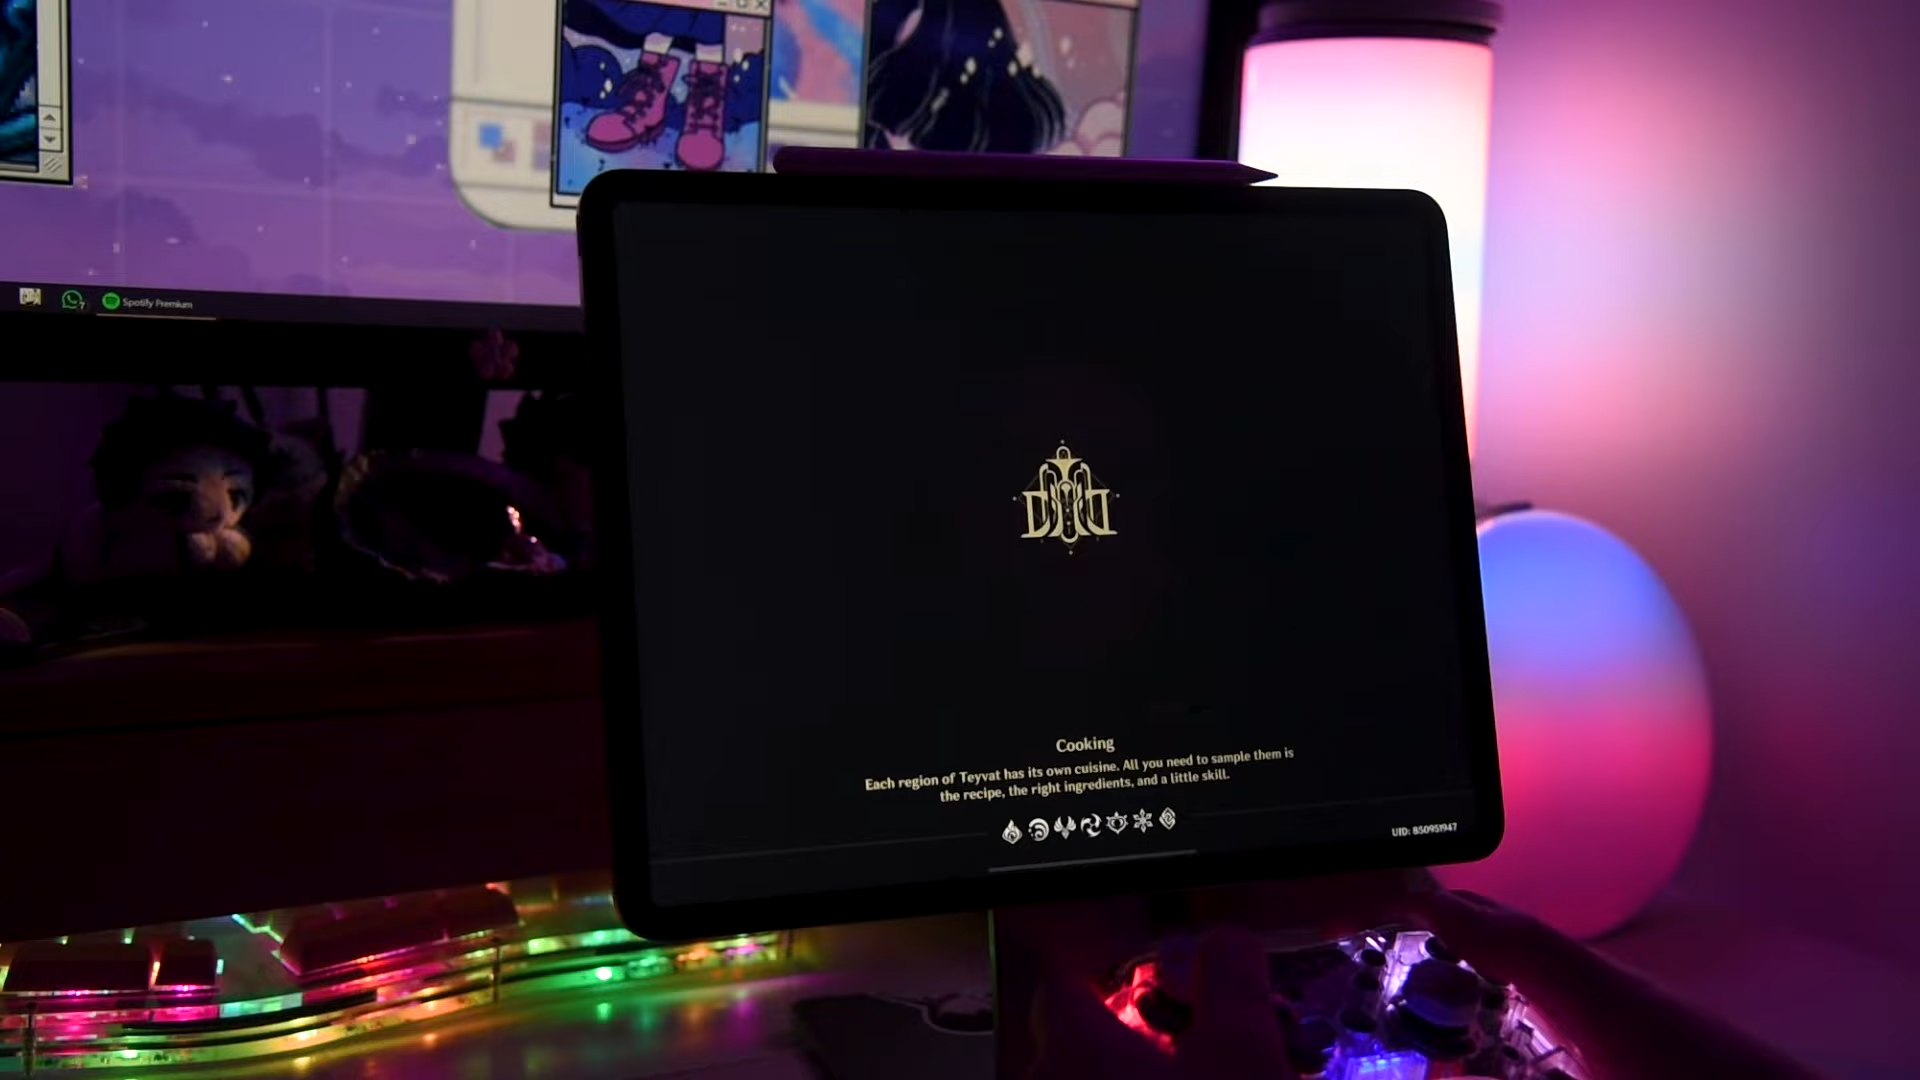 Spotify Premium
Cooking
Each region of Teyvat has its own cuisine. All you need to sample them is
the recipe, the right ingredients, and a little skill.
UID: 850951947